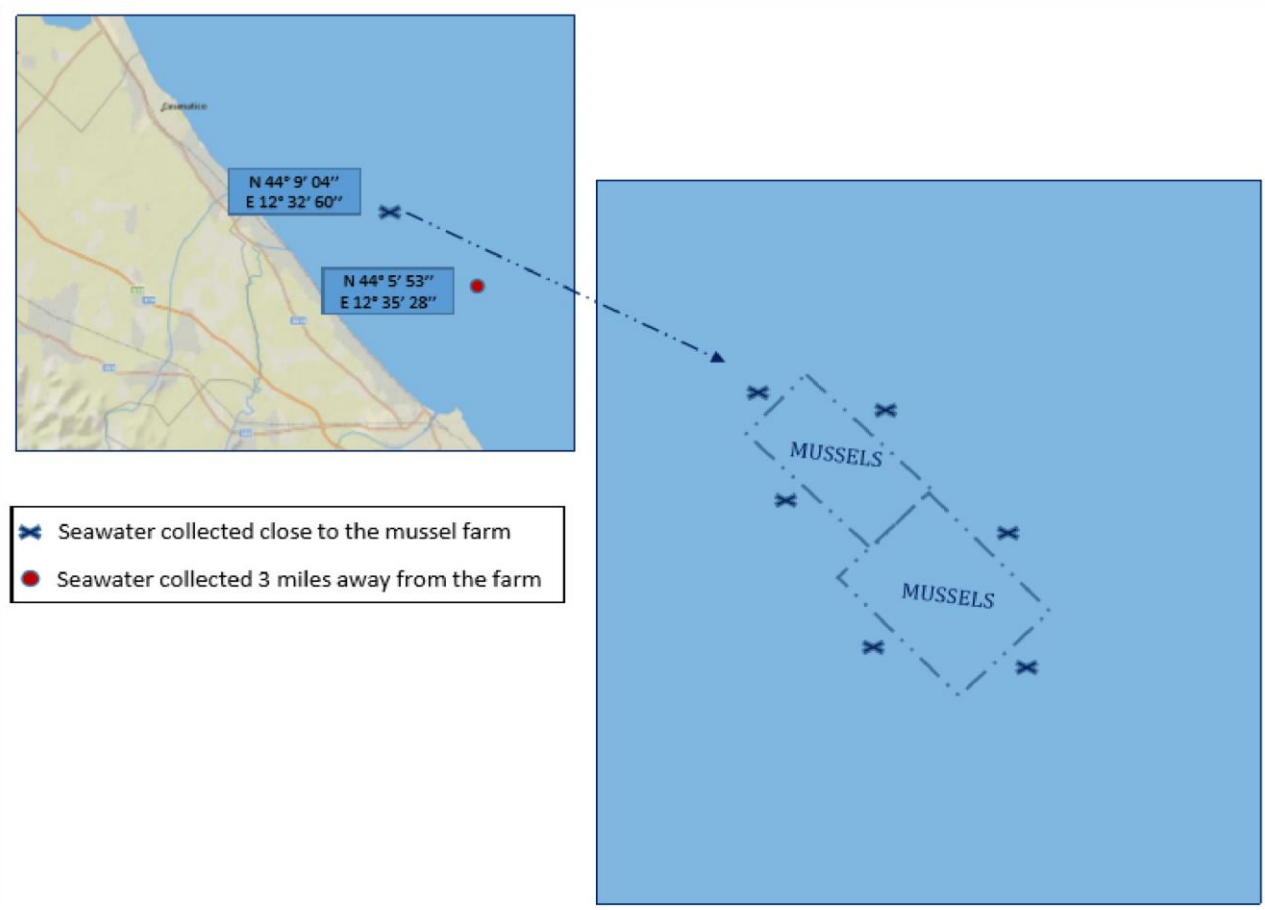 Cesenatico
N 44° 9′ 04′′
E 12° 32′ 60′′
N 44° 5′ 53′′
E 12° 35′ 28′′
MUSSELS
MUSSELS
Seawater collected close to the mussel farm
Seawater collected 3 miles away from the farm